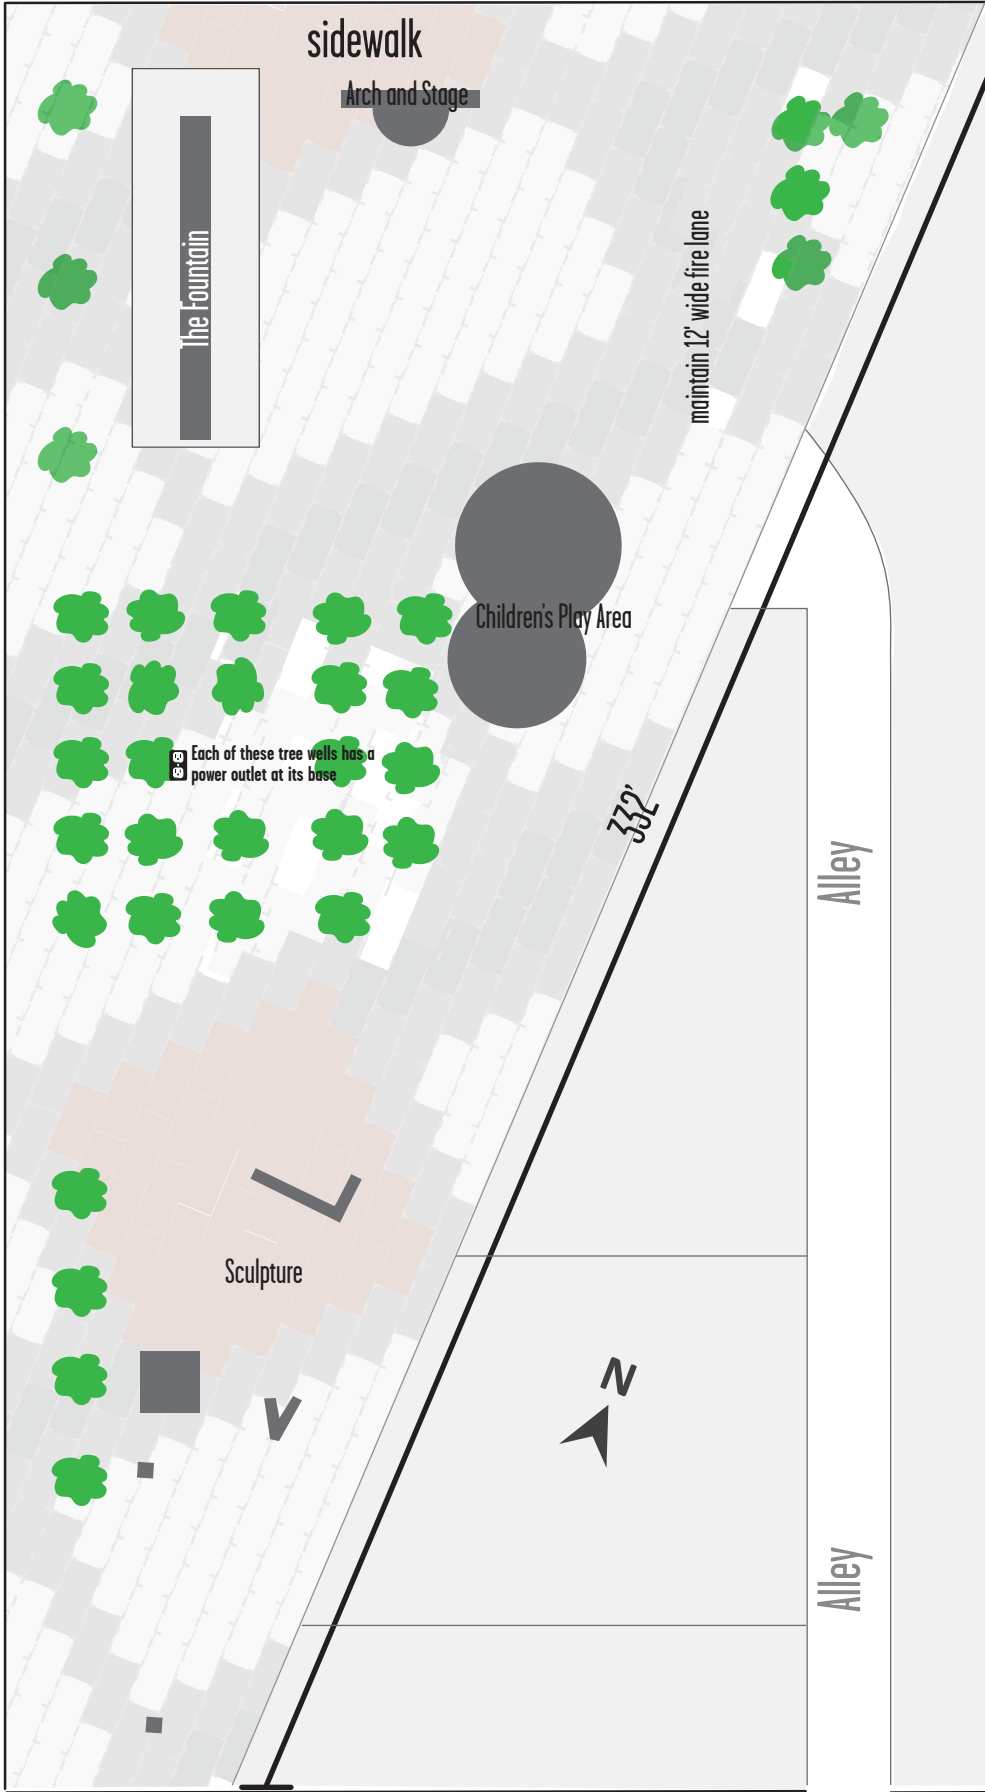 sidewalk
Arch and Stage
The Fountain
maintain 12' wide fire lane
Children's Play Area
Each of these tree wells has a
power outlet at its base
332'
Alley
Sculpture
N
Alley